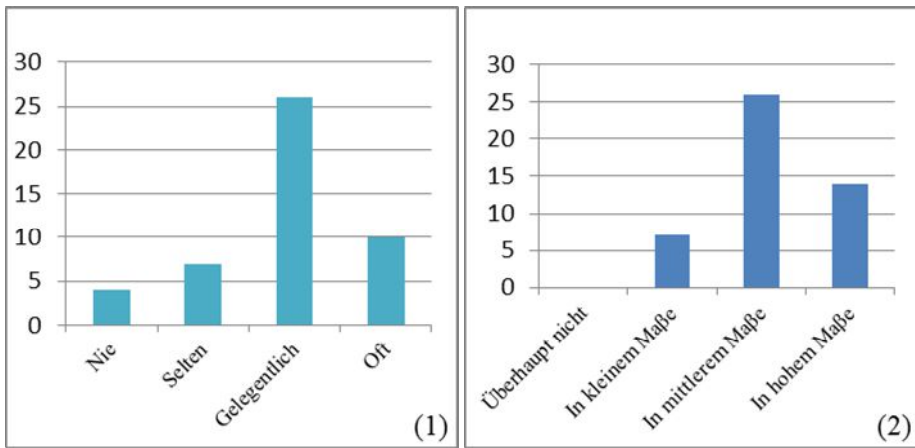 30
25
20
15
10
5
0
Nie
Selten
Gelegentlich
Oft
(1)
30
25
20
15
10
5
0
Überhaupt nicht
In kleinem Maße
In mittlerem Maße
In hohem Maße
(2)